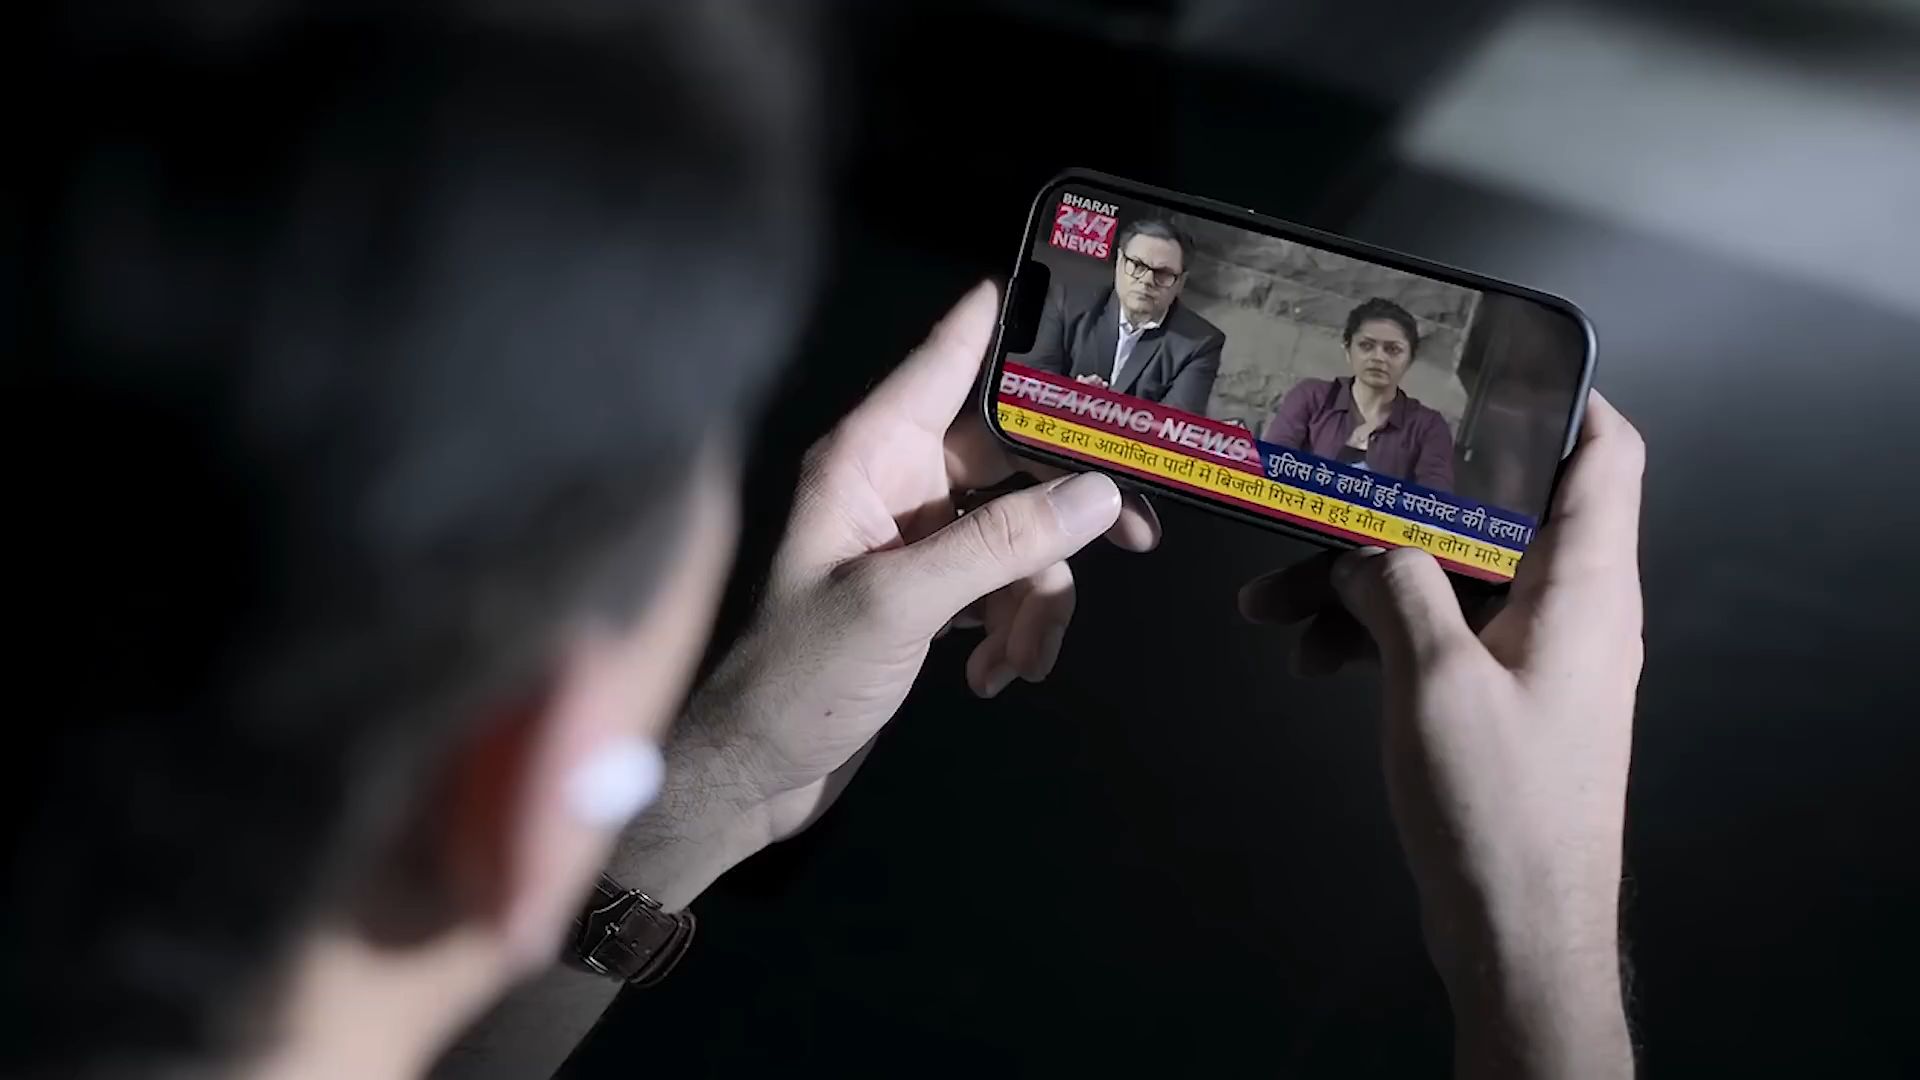 BHARAT
24/7
NEWS
BREAKING NEWS
पुलिस के हाथों हुई सस्पेक्ट की हत्या।
के बेटे द्वारा आयोजित पार्टी में बिजली गिरने से हुई मौत बीस लोग मारे